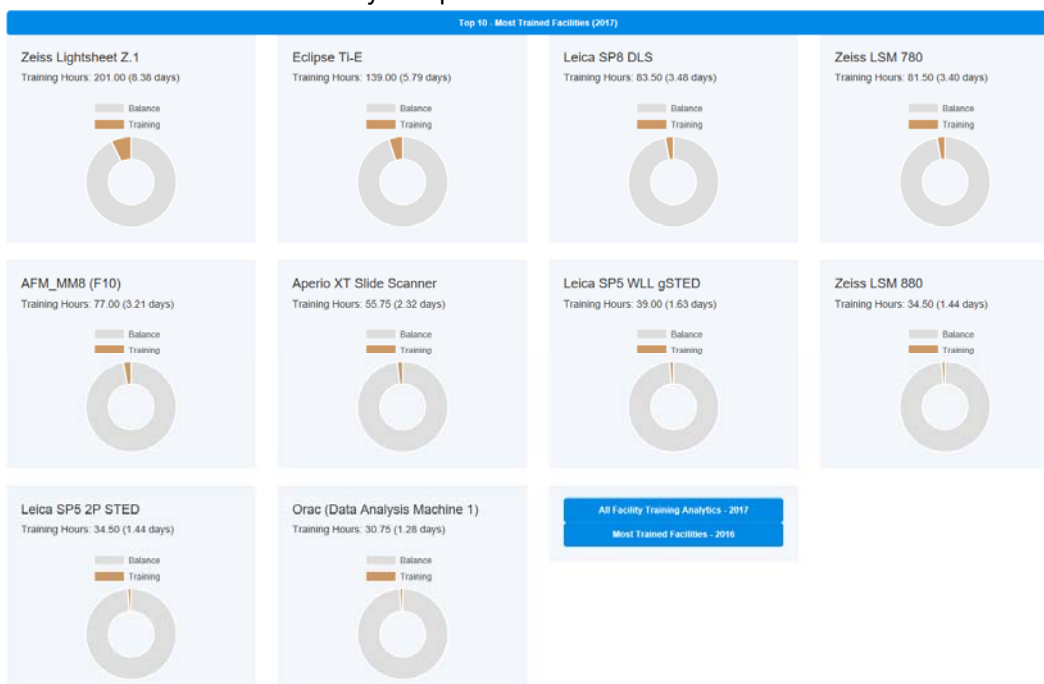 Top 10 - Most Trained Facilities (2017)
Zeiss Lightsheet Z.1
Training Hours: 201.00 (8.38 days)
Balance
Training
Eclipse Ti-E
Training Hours: 139.00 (5.79 days)
Balance
Training
Leica SP8 DLS
Training Hours: 83.50 (3.48 days)
Balance
Training
Zeiss LSM 780
Training Hours: 81.50 (3.40 days)
Balance
Training
AFM_MM8 (F10)
Training Hours: 77.00 (3.21 days)
Balance
Training
Aperio XT Slide Scanner
Training Hours: 55.75 (2.32 days)
Balance
Training
Leica SP5 WLL gSTED
Training Hours: 39.00 (1.63 days)
Balance
Training
Zeiss LSM 880
Training Hours: 34.50 (1.44 days)
Balance
Training
Leica SP5 2P STED
Training Hours: 34.50 (1.44 days)
Balance
Training
Orac (Data Analysis Machine 1)
Training Hours: 30.75 (1.28 days)
Balance
Training
All Facility Training Analytics - 2017
Most Trained Facilities - 2016